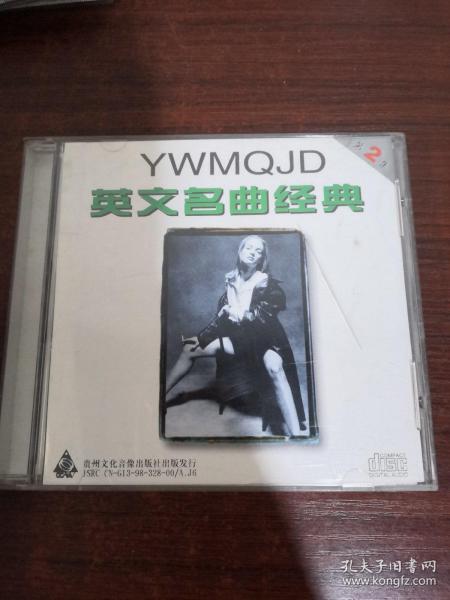 YWMQJD
2
英文名曲经典
贵州文化音像出版社出版发行
ISRC CN-G13-98-328-00/A.J6
COMPACT
disc
DIGITAL AUDIO
孔夫子旧书网
www.kongfz.com